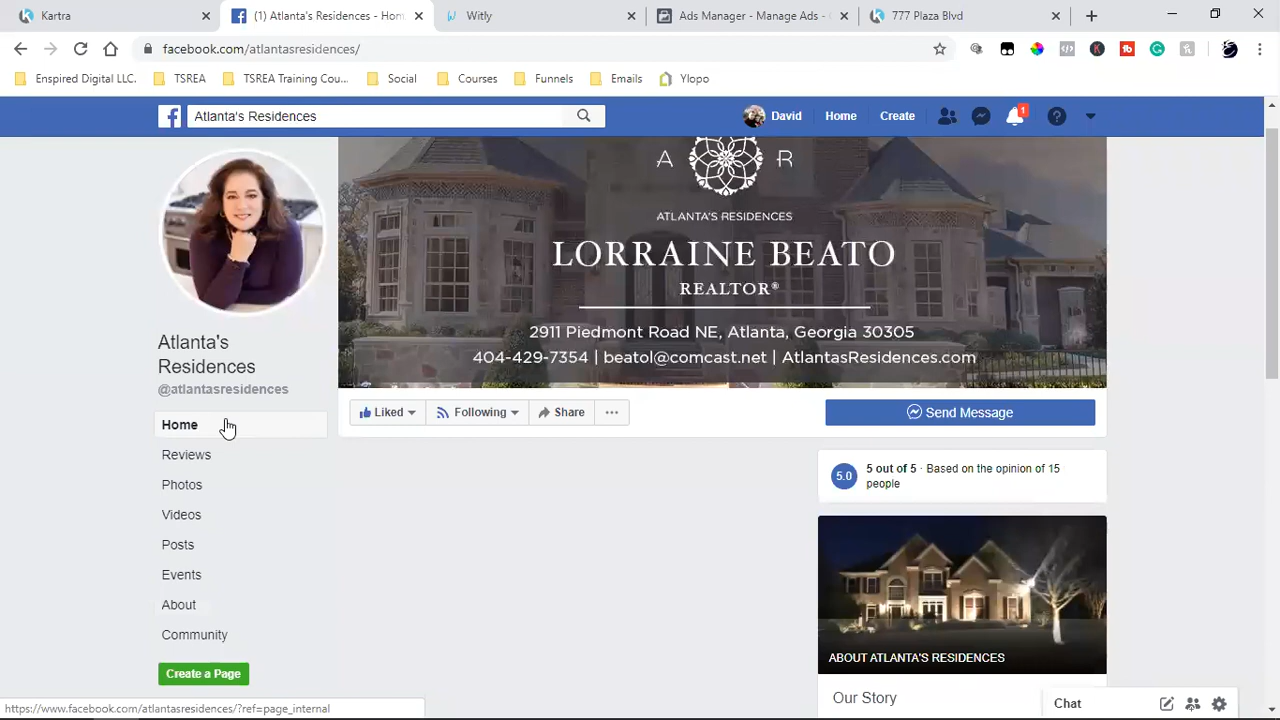 Kartra
(1) Atlanta's Residences - Hom
Witly
Ads Manager - Manage Ads -
777 Plaza Blvd
facebook.com/atlantasresidences/
Enspired Digital LLC.
TSREA
TSREA Training Cou...
Social
Courses
Funnels
Emails
Ylopo
Atlanta's Residences
David
Home
Create
1
A R
ATLANTA'S RESIDENCES
LORRAINE BEATO
REALTOR®
2911 Piedmont Road NE, Atlanta, Georgia 30305
404-429-7354 | beatol@comcast.net | AtlantasResidences.com
Atlanta's
Residences
@atlantasresidences
Liked
Following
Share
Send Message
Home
Reviews
Photos
Videos
Posts
Events
About
Community
Create a Page
5.0
5 out of 5 · Based on the opinion of 15
people
ABOUT ATLANTA'S RESIDENCES
Our Story
Chat
https://www.facebook.com/atlantasresidences/?ref=page_internal